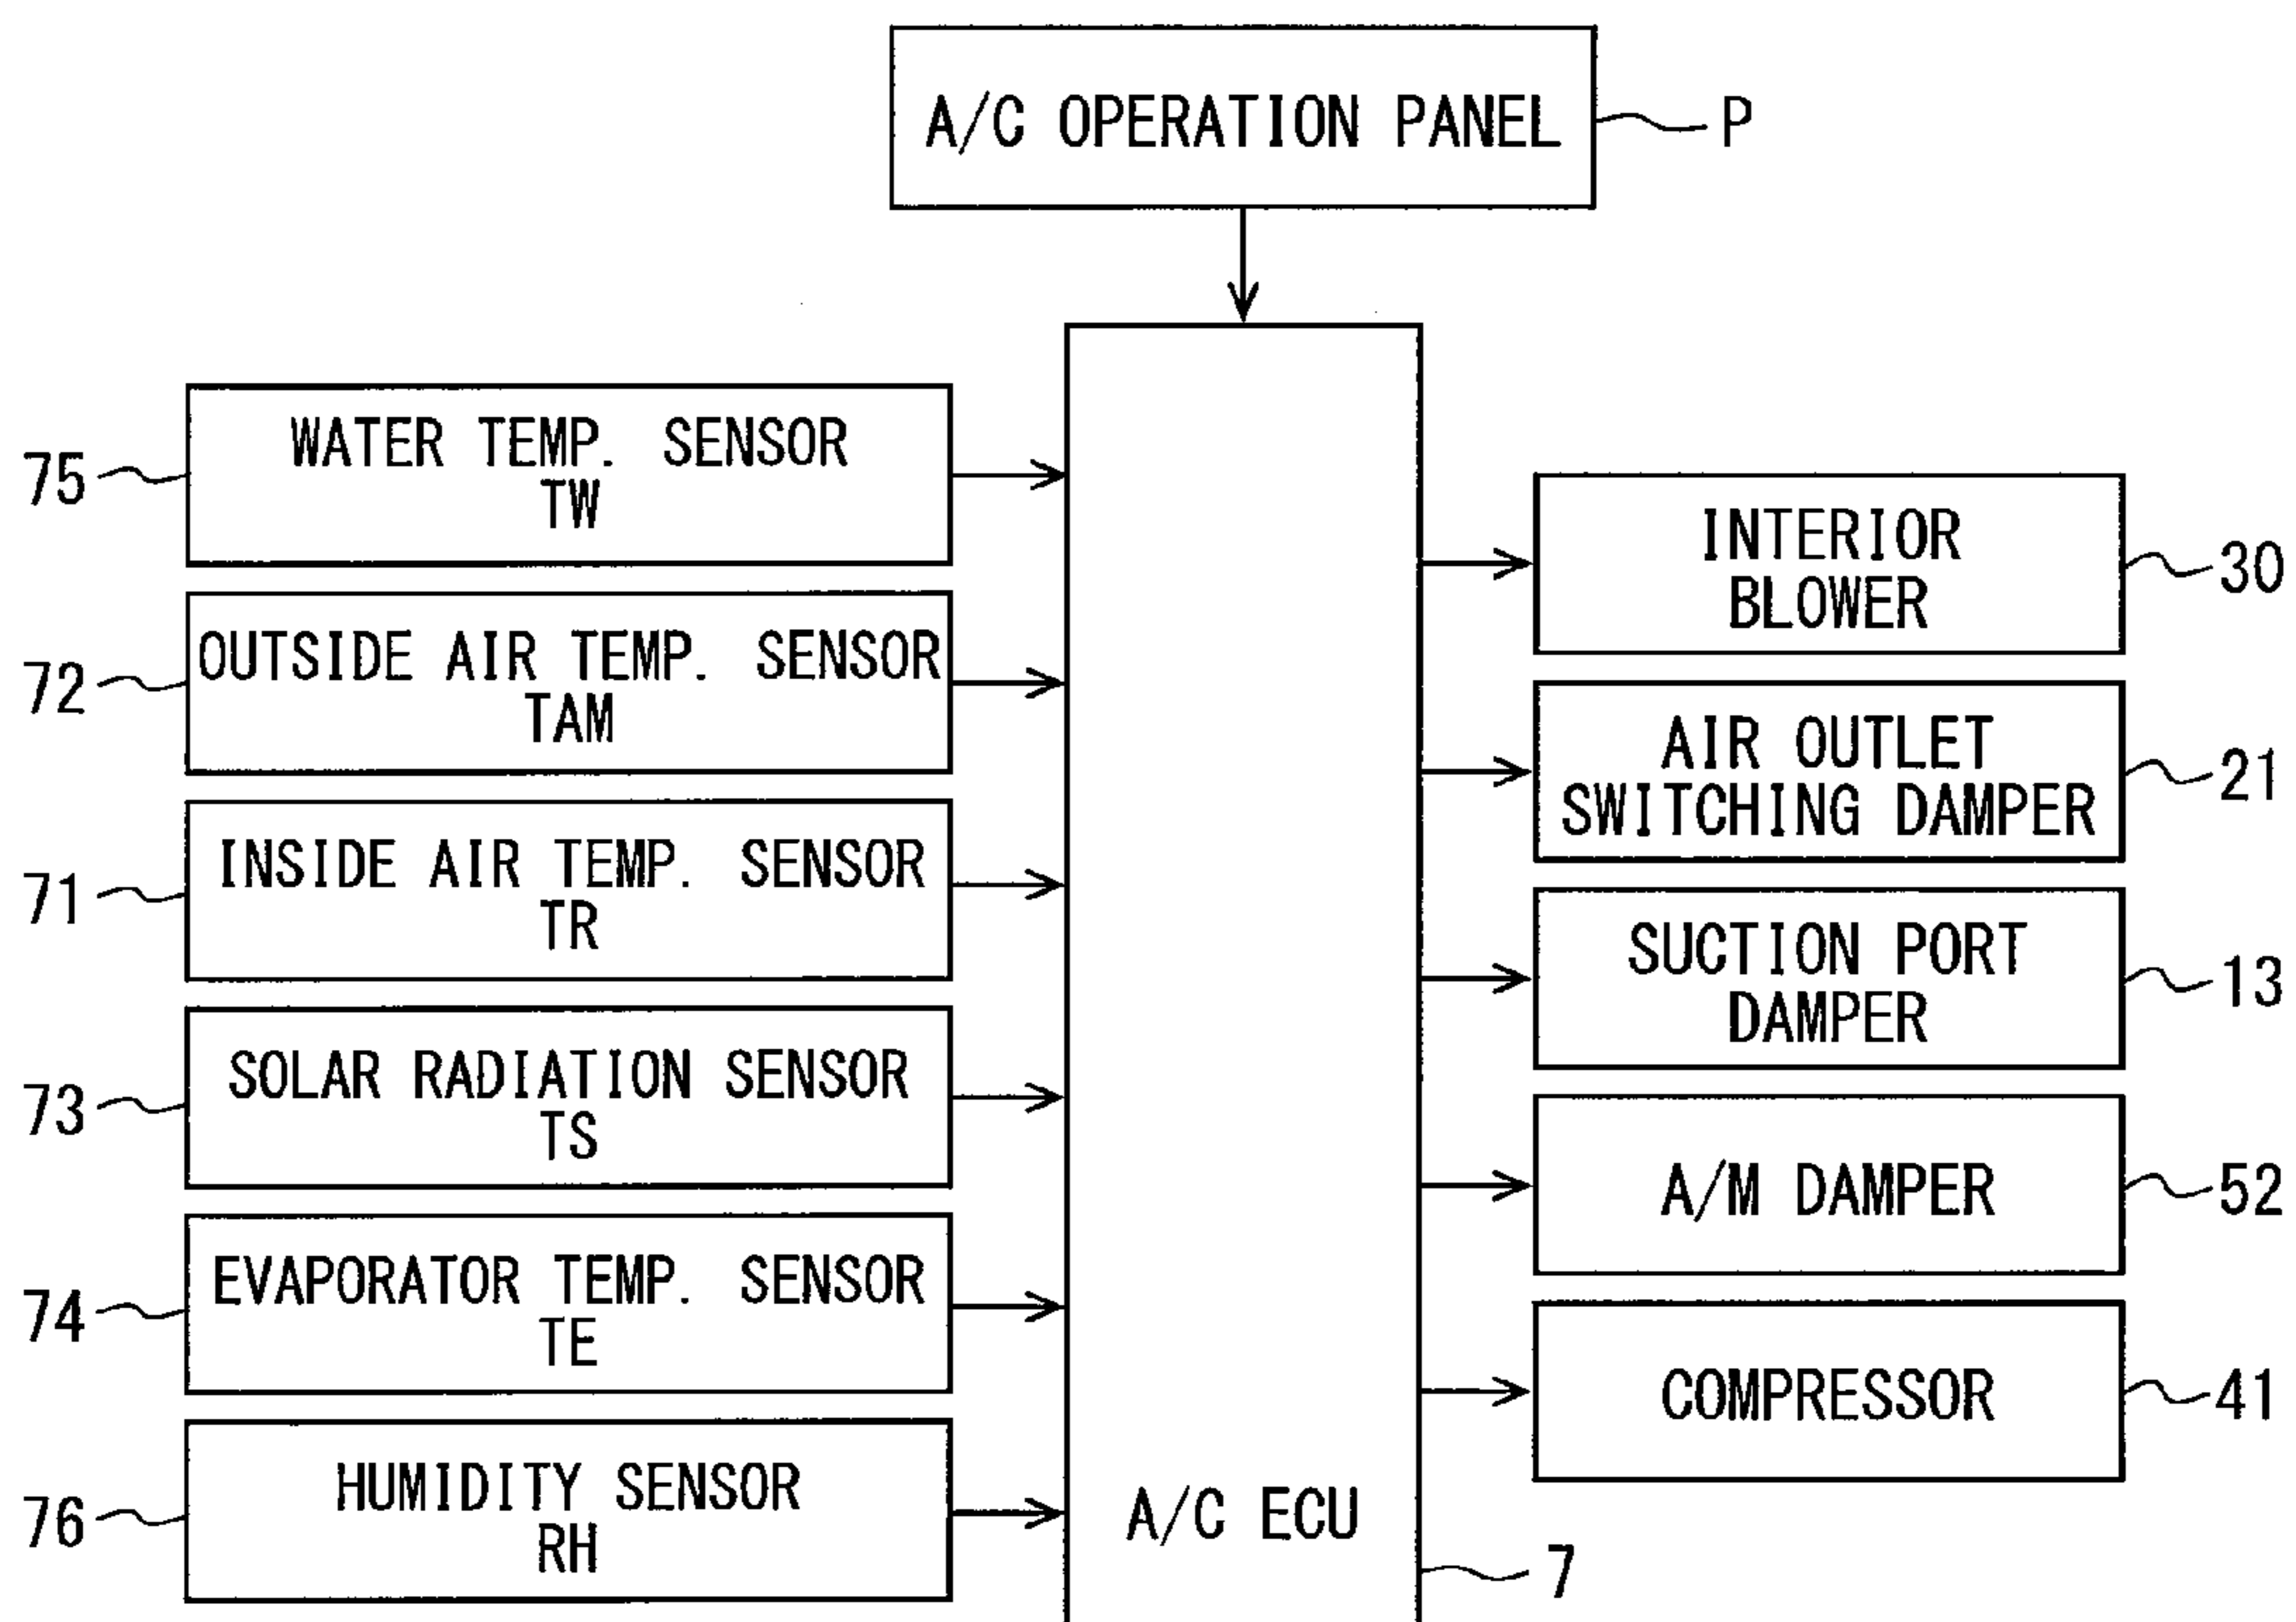 A/C OPERATION PANEL
P
75
WATER TEMP. SENSOR
TW
72
OUTSIDE AIR TEMP. SENSOR
TAM
71
INSIDE AIR TEMP. SENSOR
TR
73
SOLAR RADIATION SENSOR
TS
74
EVAPORATOR TEMP. SENSOR
TE
76
HUMIDITY SENSOR
RH
A/C ECU
7
INTERIOR
BLOWER
30
AIR OUTLET
SWITCHING DAMPER
21
SUCTION PORT
DAMPER
13
A/M DAMPER
52
COMPRESSOR
41